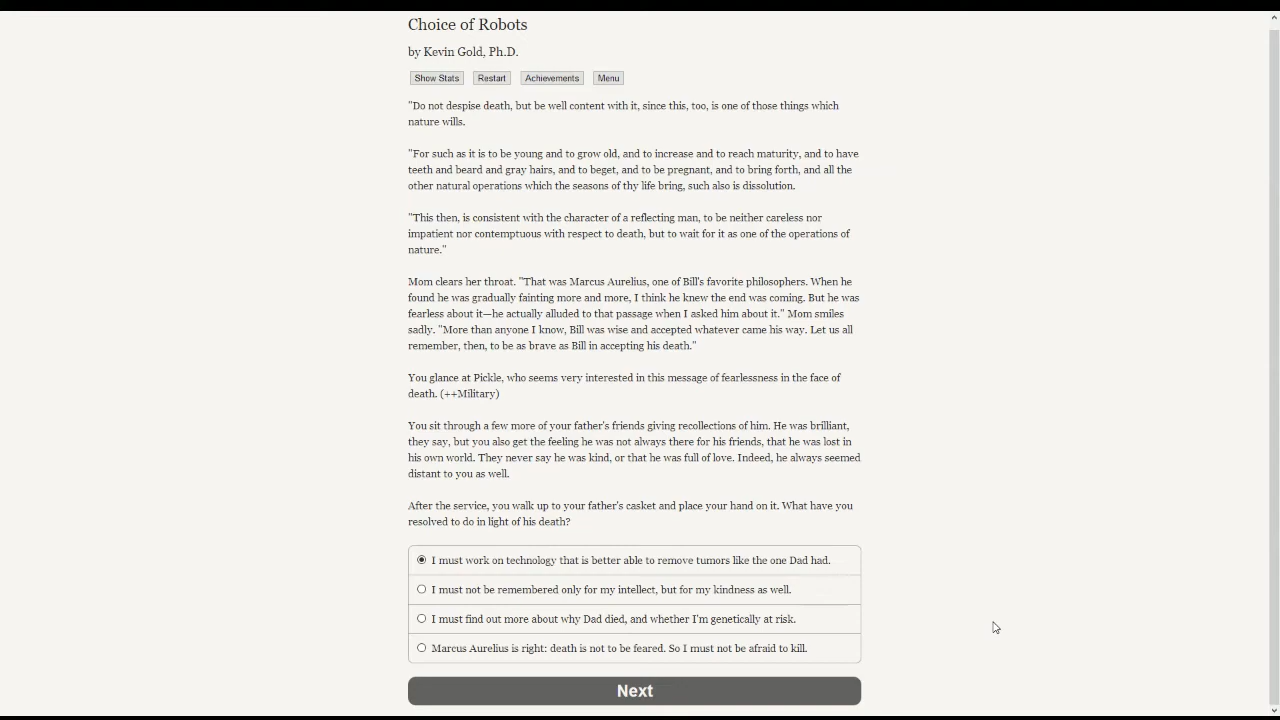 Choice of Robots
by Kevin Gold, Ph.D.
Show Stats Restart Achievements Menu
"Do not despise death, but be well content with it, since this, too, is one of those things which
nature wills.
"For such as it is to be young and to grow old, and to increase and to reach maturity, and to have
teeth and beard and gray hairs, and to beget, and to be pregnant, and to bring forth, and all the
other natural operations which the seasons of thy life bring, such also is dissolution.
"This then, is consistent with the character of a reflecting man, to be neither careless nor
impatient nor contemptuous with respect to death, but to wait for it as one of the operations of
nature."
Mom clears her throat. "That was Marcus Aurelius, one of Bill's favorite philosophers. When he
found he was gradually fainting more and more, I think he knew the end was coming. But he was
fearless about it—he actually alluded to that passage when I asked him about it." Mom smiles
sadly. "More than anyone I know, Bill was wise and accepted whatever came his way. Let us all
remember, then, to be as brave as Bill in accepting his death."
You glance at Pickle, who seems very interested in this message of fearlessness in the face of
death. (++Military)
You sit through a few more of your father's friends giving recollections of him. He was brilliant,
they say, but you also get the feeling he was not always there for his friends, that he was lost in
his own world. They never say he was kind, or that he was full of love. Indeed, he always seemed
distant to you as well.
After the service, you walk up to your father's casket and place your hand on it. What have you
resolved to do in light of his death?
I must work on technology that is better able to remove tumors like the one Dad had.
I must not be remembered only for my intellect, but for my kindness as well.
I must find out more about why Dad died, and whether I'm genetically at risk.
Marcus Aurelius is right: death is not to be feared. So I must not be afraid to kill.
Next